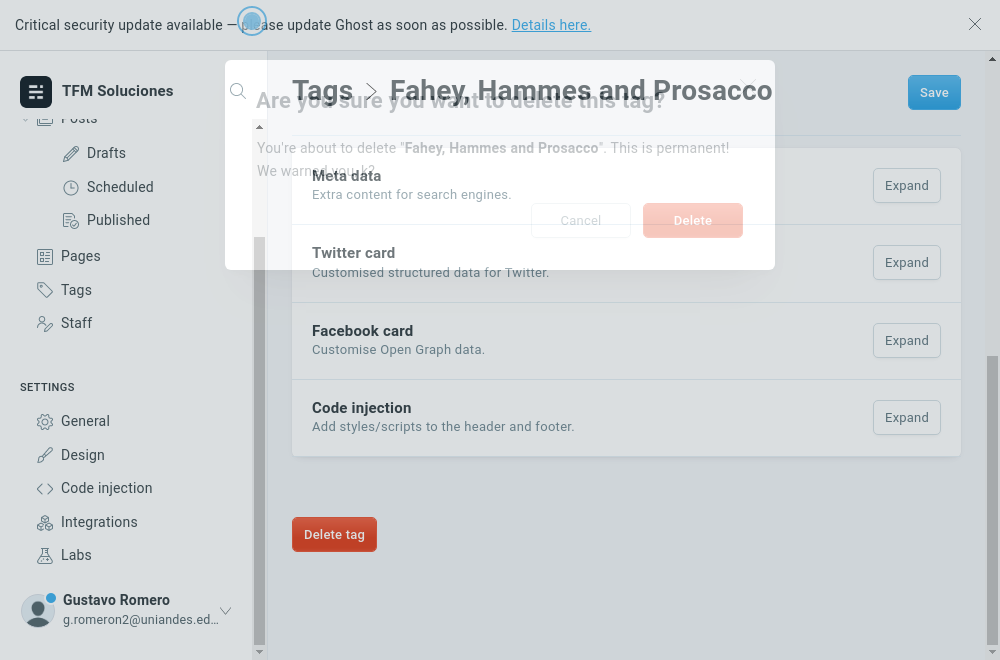 Critical security update available — please update Ghost as soon as possible. Details here.
TFM Soluciones
Posts
Drafts
Scheduled
Published
Pages
Tags
Staff
SETTINGS
General
Design
Code injection
Integrations
Labs
Gustavo Romero
g.romeron2@uniandes.ed...
Tags > Fahey, Hammes and Prosacco
Save
Are you sure you want to delete this tag?
You're about to delete "Fahey, Hammes and Prosacco". This is permanent!
We warned you, k?
Cancel
Delete
Meta data
Extra content for search engines.
Expand
Twitter card
Customised structured data for Twitter.
Expand
Facebook card
Customise Open Graph data.
Expand
Code injection
Add styles/scripts to the header and footer.
Expand
Delete tag